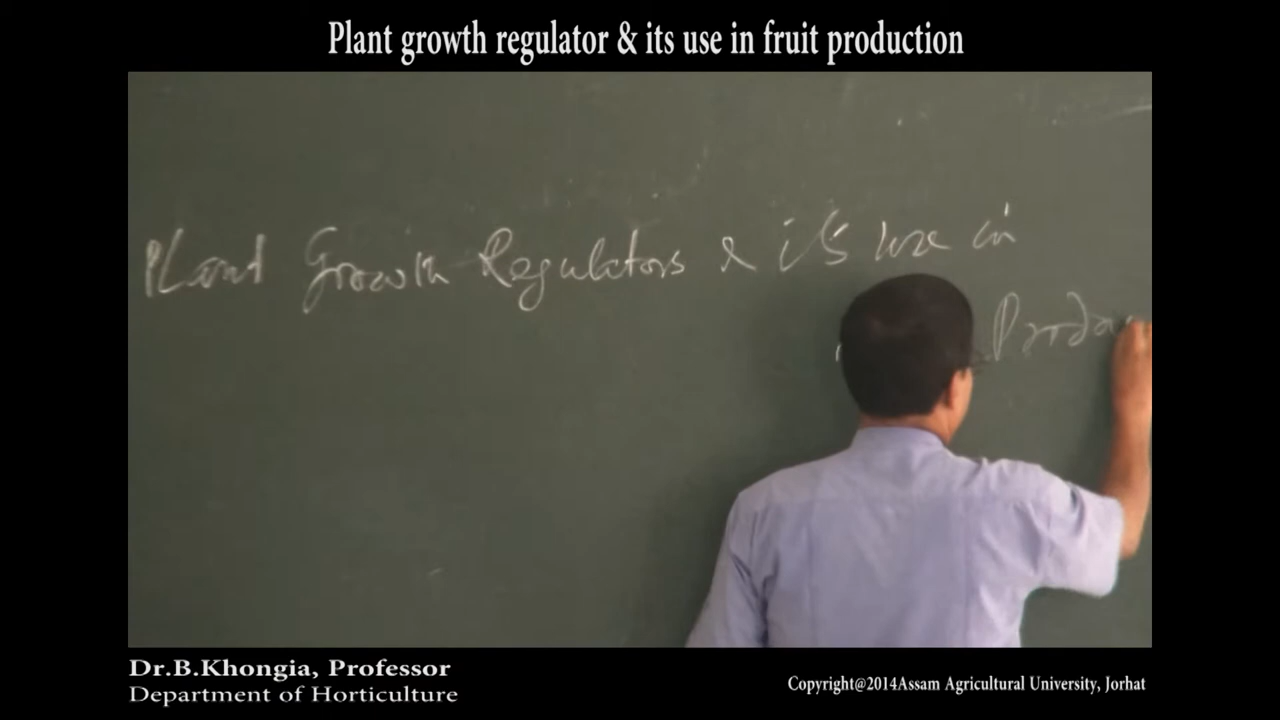 Plant growth regulator & its use in fruit production
Plant Growth Regulators & its use in
Produ
Dr.B.Khongia, Professor
Department of Horticulture
Copyright@2014Assam Agricultural University, Jorhat